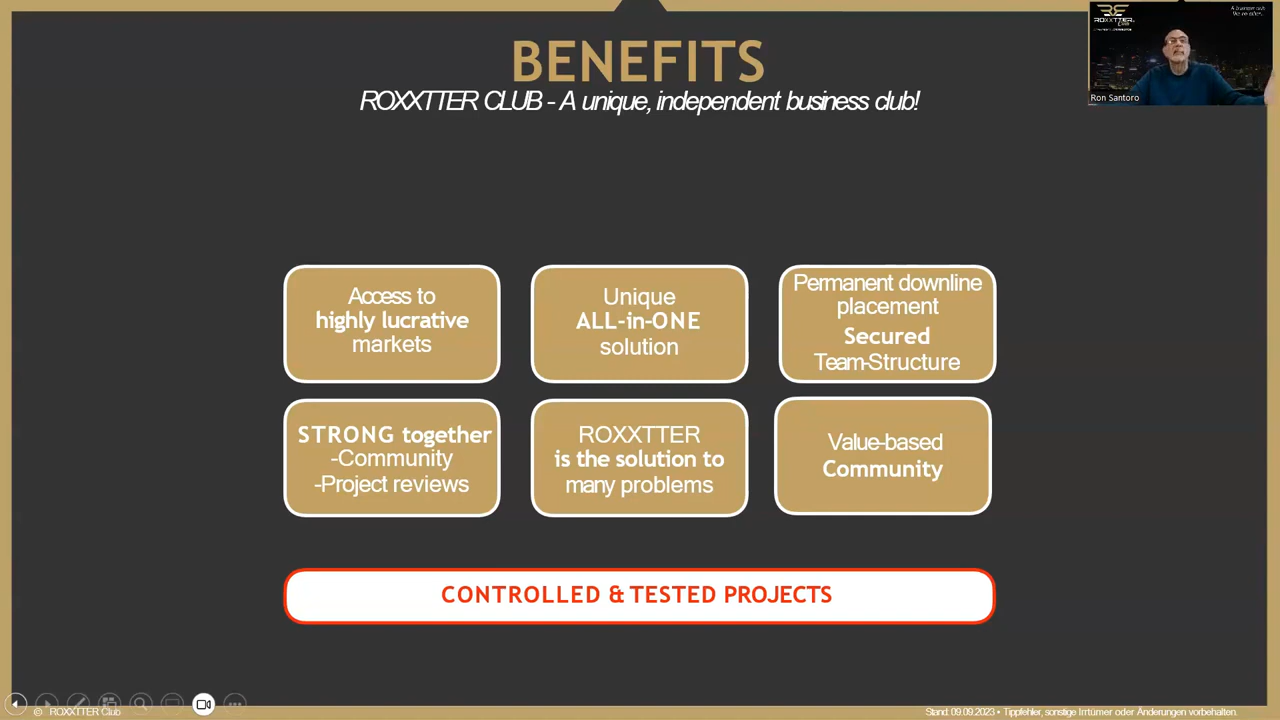 BENEFITS
ROXXTTER CLUB - A unique, independent business club!
ROXXTTER
CLUB
Ron Santoro
Access to
highly lucrative
markets
Unique
ALL-in-ONE
solution
Permanent downline
placement
Secured
Team-Structure
STRONG together
-Community
-Project reviews
ROXXTTER
is the solution to
many problems
Value-based
Community
CONTROLLED & TESTED PROJECTS
© ROXXTTER Club
Stand: 09.09.2023 • Tippfehler, sonstige Irrtümer oder Änderungen vorbehalten.